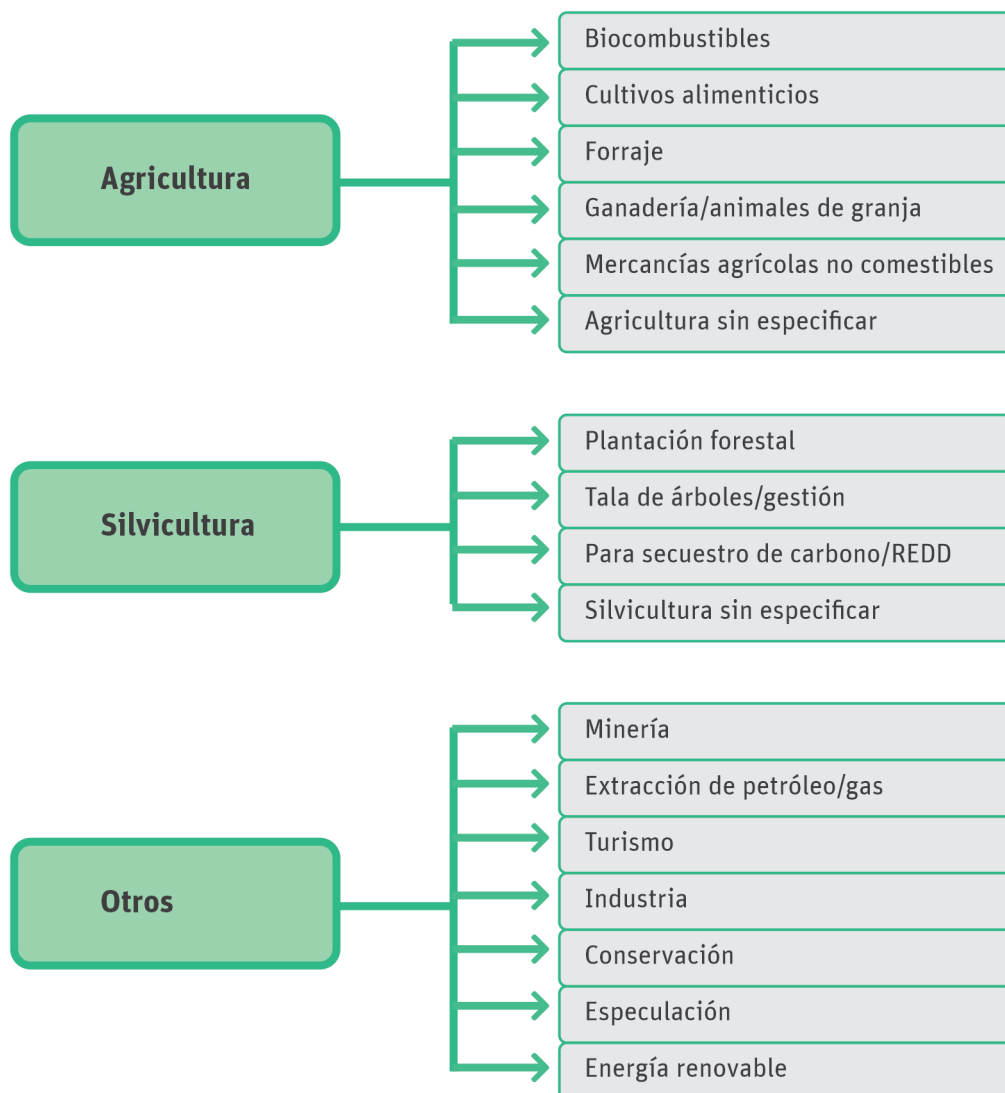 Agricultura
Biocombustibles
Cultivos alimenticios
Forraje
Ganadería/animales de granja
Mercancías agrícolas no comestibles
Agricultura sin especificar
Silvicultura
Plantación forestal
Tala de árboles/gestión
Para secuestro de carbono/REDD
Silvicultura sin especificar
Otros
Minería
Extracción de petróleo/gas
Turismo
Industria
Conservación
Especulación
Energía renovable